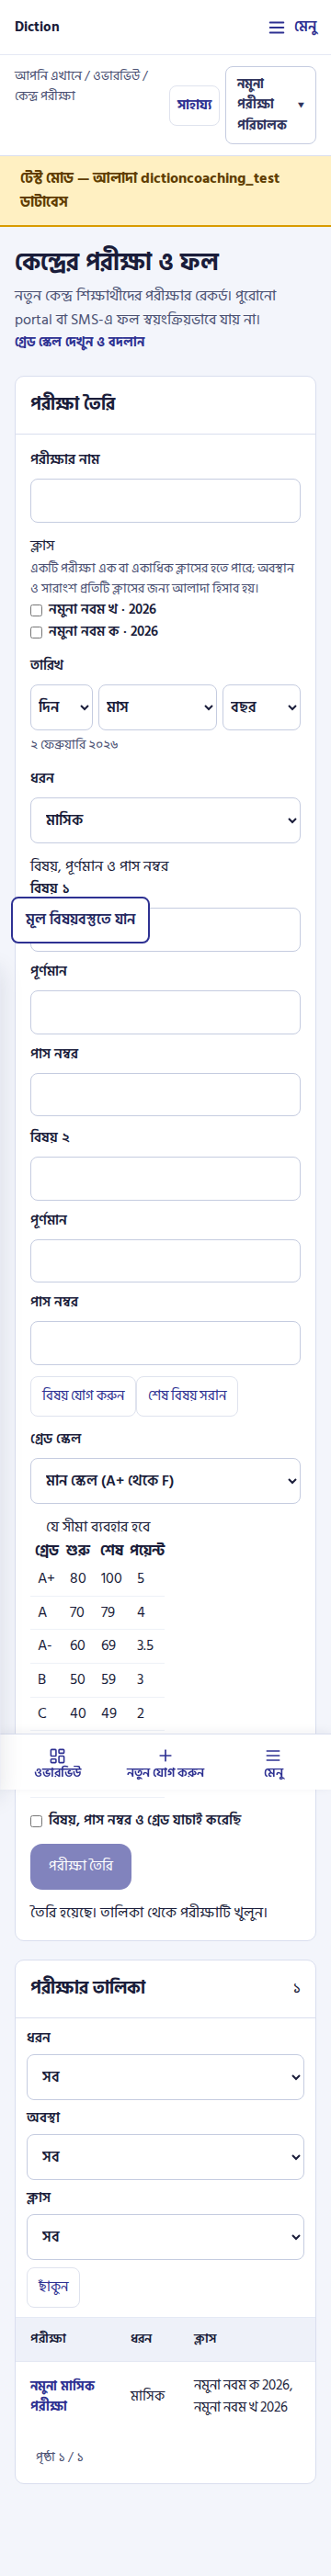 Diction
মেনু
আপনি এখানে / ওভারভিউ /
কেন্দ্র পরীক্ষা
সাহায্য
নমুনা
পরীক্ষা
পরিচালক
টেস্ট মোড — আলাদা dictioncoaching_test
ডাটাবেস
কেন্দ্রের পরীক্ষা ও ফল
নতুন কেন্দ্র শিক্ষার্থীদের পরীক্ষার রেকর্ড। পুরোনো
portal বা SMS-এ ফল স্বয়ংক্রিয়ভাবে যায় না।
গ্রেড স্কেল দেখুন ও বদলান
পরীক্ষা তৈরি
পরীক্ষার নাম
ক্লাস
একটি পরীক্ষা এক বা একাধিক ক্লাসের হতে পারে; অবস্থান
ও সারাংশ প্রতিটি ক্লাসের জন্য আলাদা হিসাব হয়।
নমুনা নবম খ · 2026
নমুনা নবম ক · 2026
তারিখ
দিন মাস বছর
২ ফেব্রুয়ারি ২০২৬
ধরন
মাসিক
বিষয়, পূর্ণমান ও পাস নম্বর
বিষয় ১
মূল বিষয়বস্তুতে যান
পূর্ণমান
পাস নম্বর
বিষয় ২
পূর্ণমান
পাস নম্বর
বিষয় যোগ করুন শেষ বিষয় সরান
গ্রেড স্কেল
মান স্কেল (A+ থেকে F)
যে সীমা ব্যবহার হবে
গ্রেড শুরু শেষ পয়েন্ট
A+ 80 100 5
A 70 79 4
A- 60 69 3.5
B 50 59 3
C 40 49 2
ওভারভিউ নতুন যোগ করুন মেনু
বিষয়, পাস নম্বর ও গ্রেড যাচাই করেছি
পরীক্ষা তৈরি
তৈরি হয়েছে। তালিকা থেকে পরীক্ষাটি খুলুন।
পরীক্ষার তালিকা ১
ধরন
সব
অবস্থা
সব
ক্লাস
সব
ছাঁকুন
পরীক্ষা ধরন ক্লাস
নমুনা মাসিক
পরীক্ষা
মাসিক
নমুনা নবম ক 2026,
নমুনা নবম খ 2026
পৃষ্ঠা ১ / ১